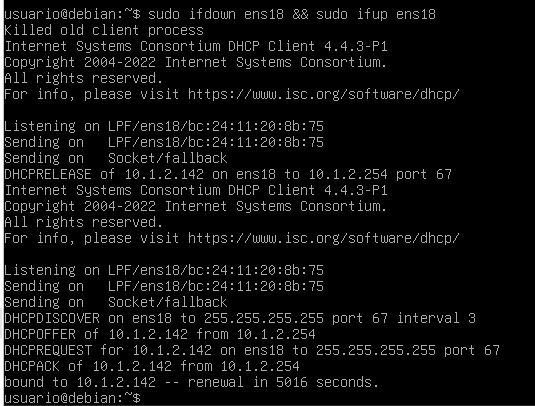 usuario@debian:~$ sudo ifdown ens18 && sudo ifup ens18
Killed old client process
Internet Systems Consortium DHCP Client 4.4.3-P1
Copyright 2004-2022 Internet Systems Consortium.
All rights reserved.
For info, please visit https://www.isc.org/software/dhcp/

Listening on LPF/ens18/bc:24:11:20:8b:75
Sending on   LPF/ens18/bc:24:11:20:8b:75
Sending on   Socket/fallback
DHCPRELEASE of 10.1.2.142 on ens18 to 10.1.2.254 port 67
Internet Systems Consortium DHCP Client 4.4.3-P1
Copyright 2004-2022 Internet Systems Consortium.
All rights reserved.
For info, please visit https://www.isc.org/software/dhcp/

Listening on LPF/ens18/bc:24:11:20:8b:75
Sending on   LPF/ens18/bc:24:11:20:8b:75
Sending on   Socket/fallback
DHCPDISCOVER on ens18 to 255.255.255.255 port 67 interval 3
DHCPOFFER of 10.1.2.142 from 10.1.2.254
DHCPREQUEST for 10.1.2.142 on ens18 to 255.255.255.255 port 67
DHCPACK of 10.1.2.142 from 10.1.2.254
bound to 10.1.2.142 -- renewal in 5016 seconds.
usuario@debian:~$